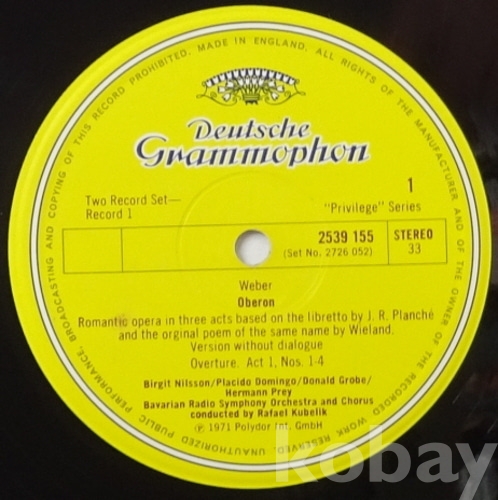 BROADCASTING AND COPYING OF THIS RECORD PROHIBITED. MADE IN ENGLAND. ALL RIGHTS OF THE MANUFACTURER AND OF THE OWNER OF THE RECORDED WORK RESERVED. UNAUTHORIZED PUBLIC PERFORMANCE,
Deutsche
Grammophon
Two Record Set—
Record 1
1
"Privilege" Series
2539 155
(Set No. 2726 052)
STEREO
33
Weber
Oberon
Romantic opera in three acts based on the libretto by J. R. Planché
and the orginal poem of the same name by Wieland.
Version without dialogue
Overture. Act 1, Nos. 1-4
Birgit Nilsson/Placido Domingo/Donald Grobe/
Hermann Prey
Bavarian Radio Symphony Orchestra and Chorus
conducted by Rafael Kubelik
℗ 1971 Polydor Int. GmbH
kobay